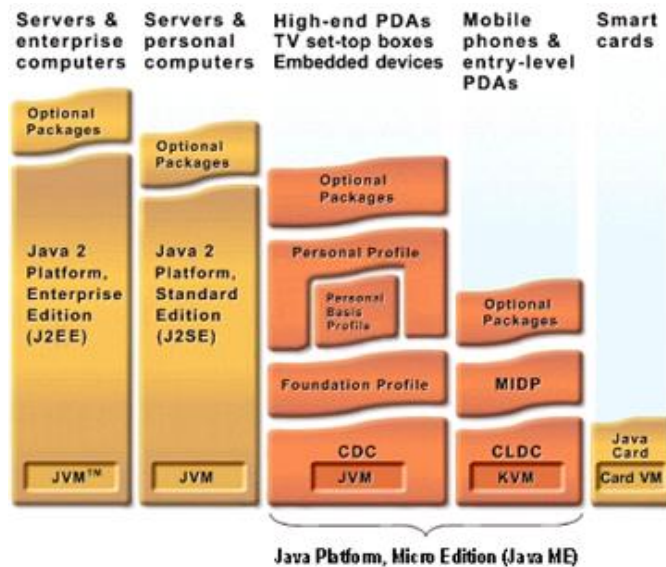 Servers &
enterprise
computers
Servers &
personal
computers
High-end PDAs
TV set-top boxes
Embedded devices
Mobile
phones &
entry-level
PDAs
Smart
cards
Optional
Packages
Java 2
Platform,
Enterprise
Edition
(J2EE)
JVM™
Optional
Packages
Java 2
Platform,
Standard
Edition
(J2SE)
JVM
Optional
Packages
Personal Profile
Personal
Basis
Profile
Foundation Profile
CDC
JVM
Optional
Packages
MIDP
CLDC
KVM
Java
Card
Card VM
Java Platform, Micro Edition (Java ME)